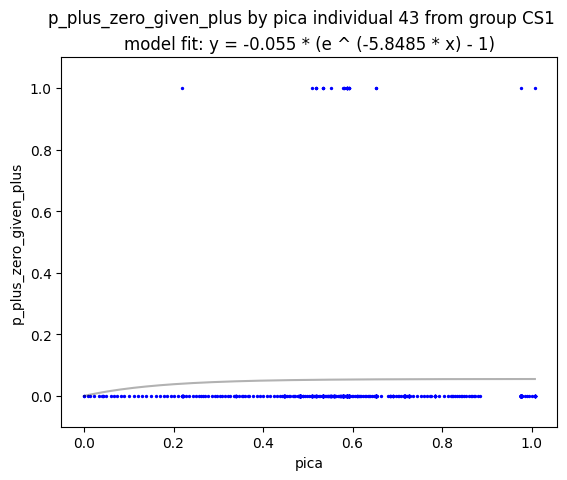 p_plus_zero_given_plus by pica individual 43 from group CS1
model fit: y = -0.055 * (e ^ (-5.8485 * x) - 1)
1.0
0.8
0.6
0.4
0.2
0.0
p_plus_zero_given_plus
0.0 0.2 0.4 0.6 0.8 1.0
pica